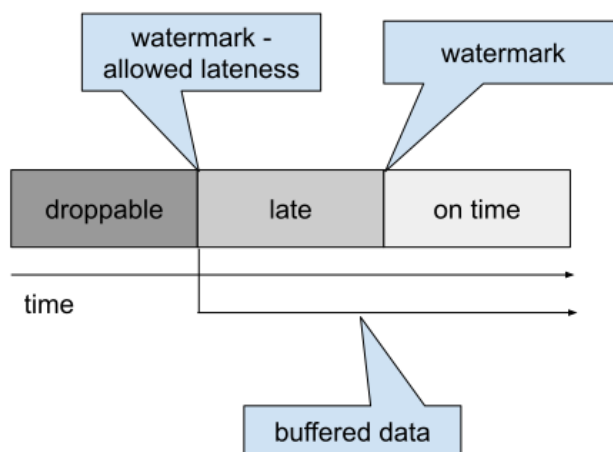 watermark -
allowed lateness
watermark
droppable
late
on time
time
buffered data